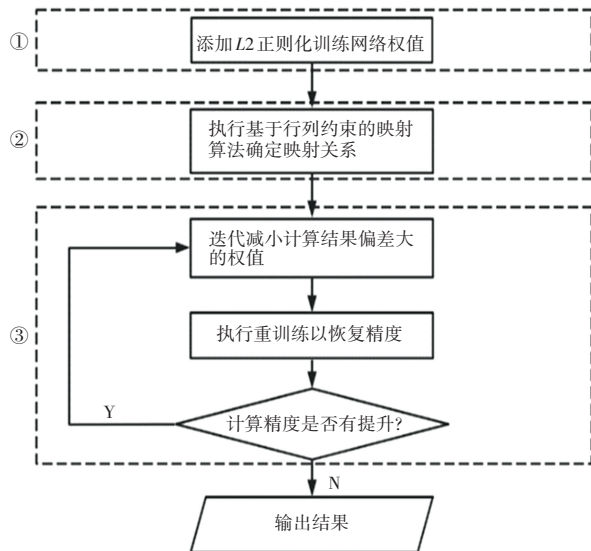 ①
添加L2正则化训练网络权值
②
执行基于行列约束的映射
算法确定映射关系
迭代减小计算结果偏差大
的权值
③
执行重训练以恢复精度
Y
计算精度是否有提升?
N
输出结果